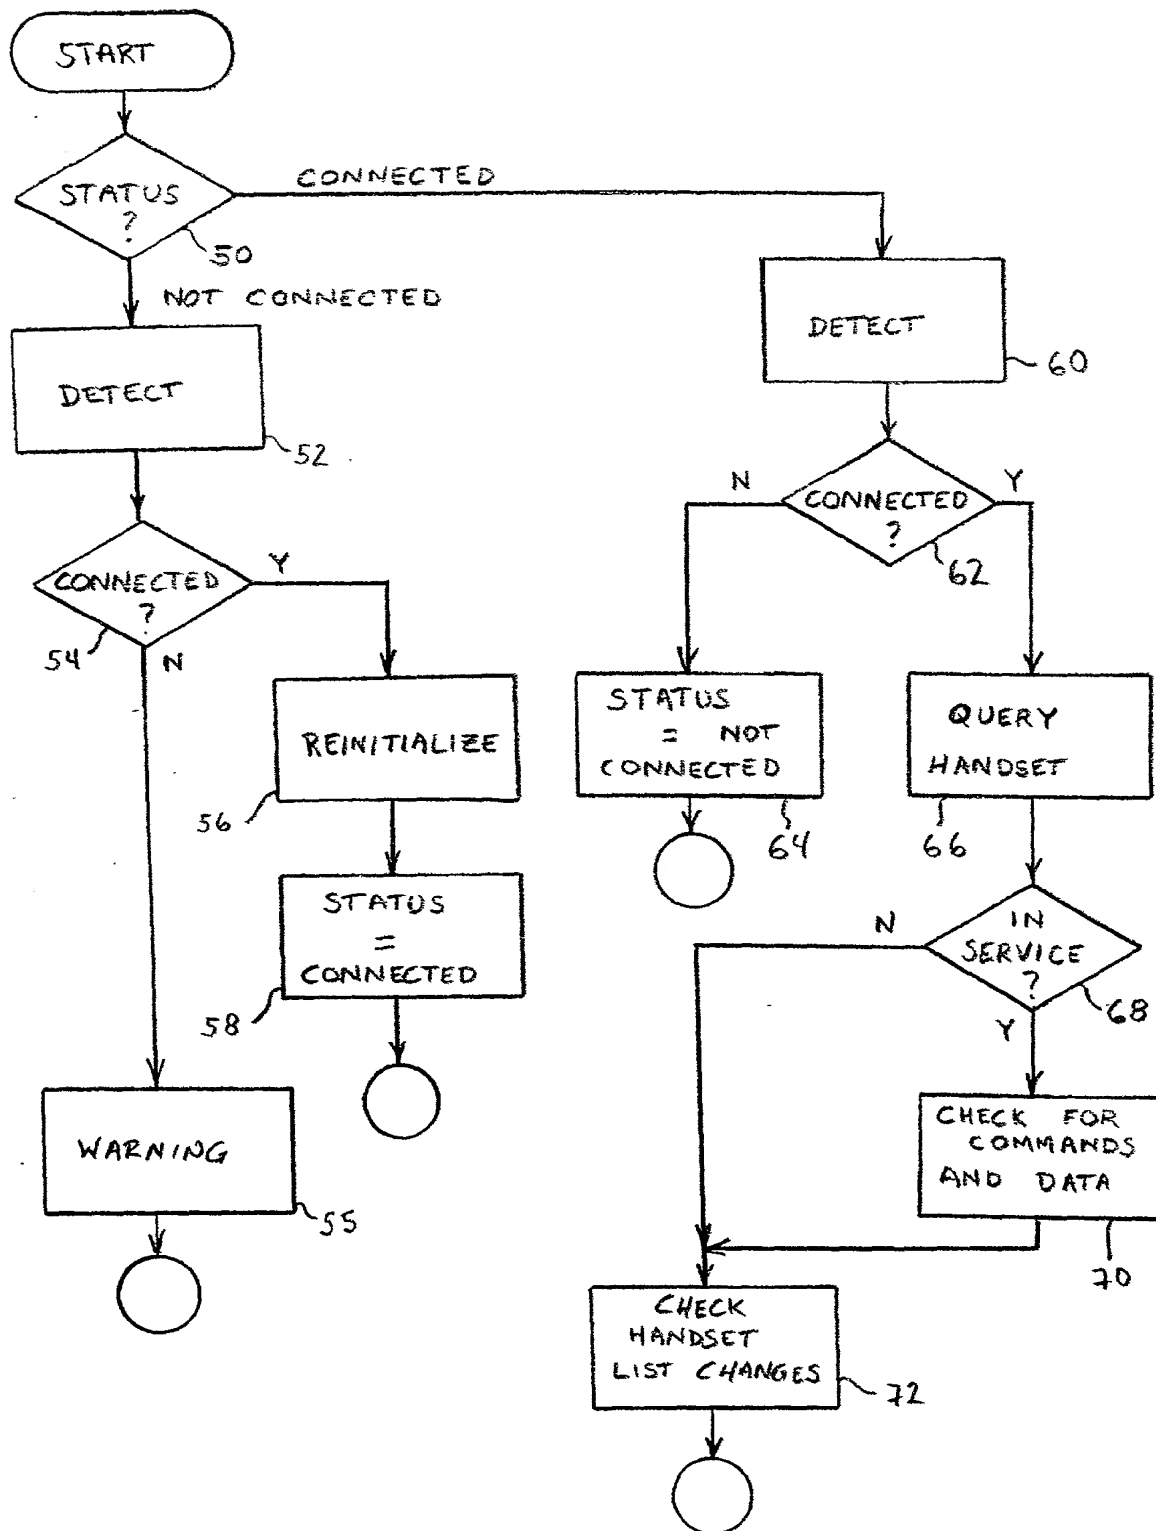 START
STATUS
?
50
CONNECTED
NOT CONNECTED
DETECT
52
CONNECTED
?
54
Y
N
REINITIALIZE
56
STATUS
=
CONNECTED
58
WARNING
55
DETECT
60
CONNECTED
?
62
N
Y
STATUS
= NOT
CONNECTED
64
QUERY
HANDSET
66
IN
SERVICE
?
68
N
Y
CHECK FOR
COMMANDS
AND DATA
70
CHECK
HANDSET
LIST CHANGES
72